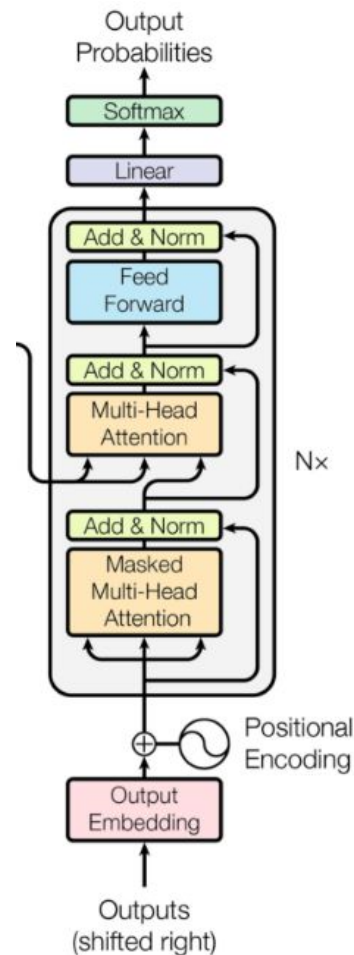 Output
Probabilities
Softmax
Linear
Add & Norm
Feed
Forward
Add & Norm
Multi-Head
Attention
N×
Add & Norm
Masked
Multi-Head
Attention
Positional
Encoding
Output
Embedding
Outputs
(shifted right)